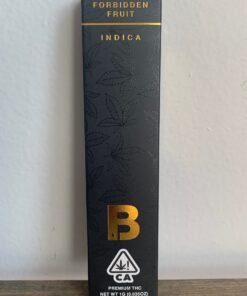 FORBIDDEN
FRUIT
INDICA
B
CA
PREMIUM THC
NET WT 1G (0.035OZ)